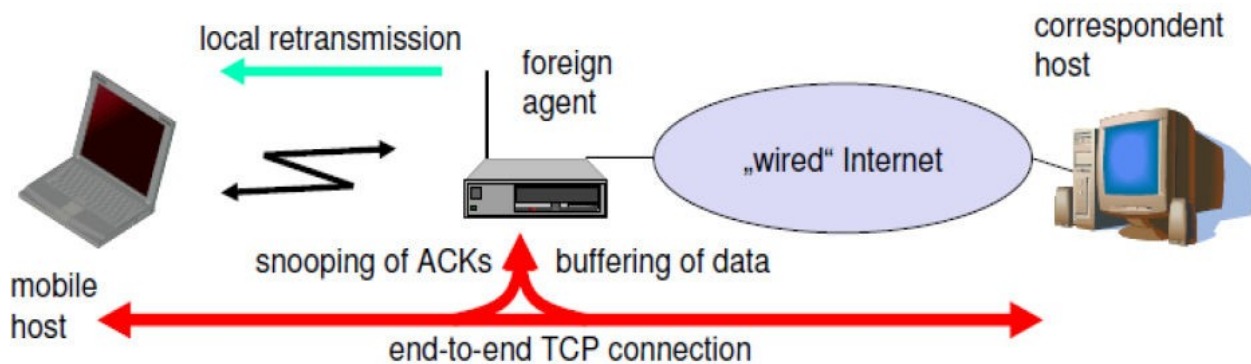 local retransmission
foreign
agent
correspondent
host
„wired“ Internet
snooping of ACKs
buffering of data
mobile
host
end-to-end TCP connection